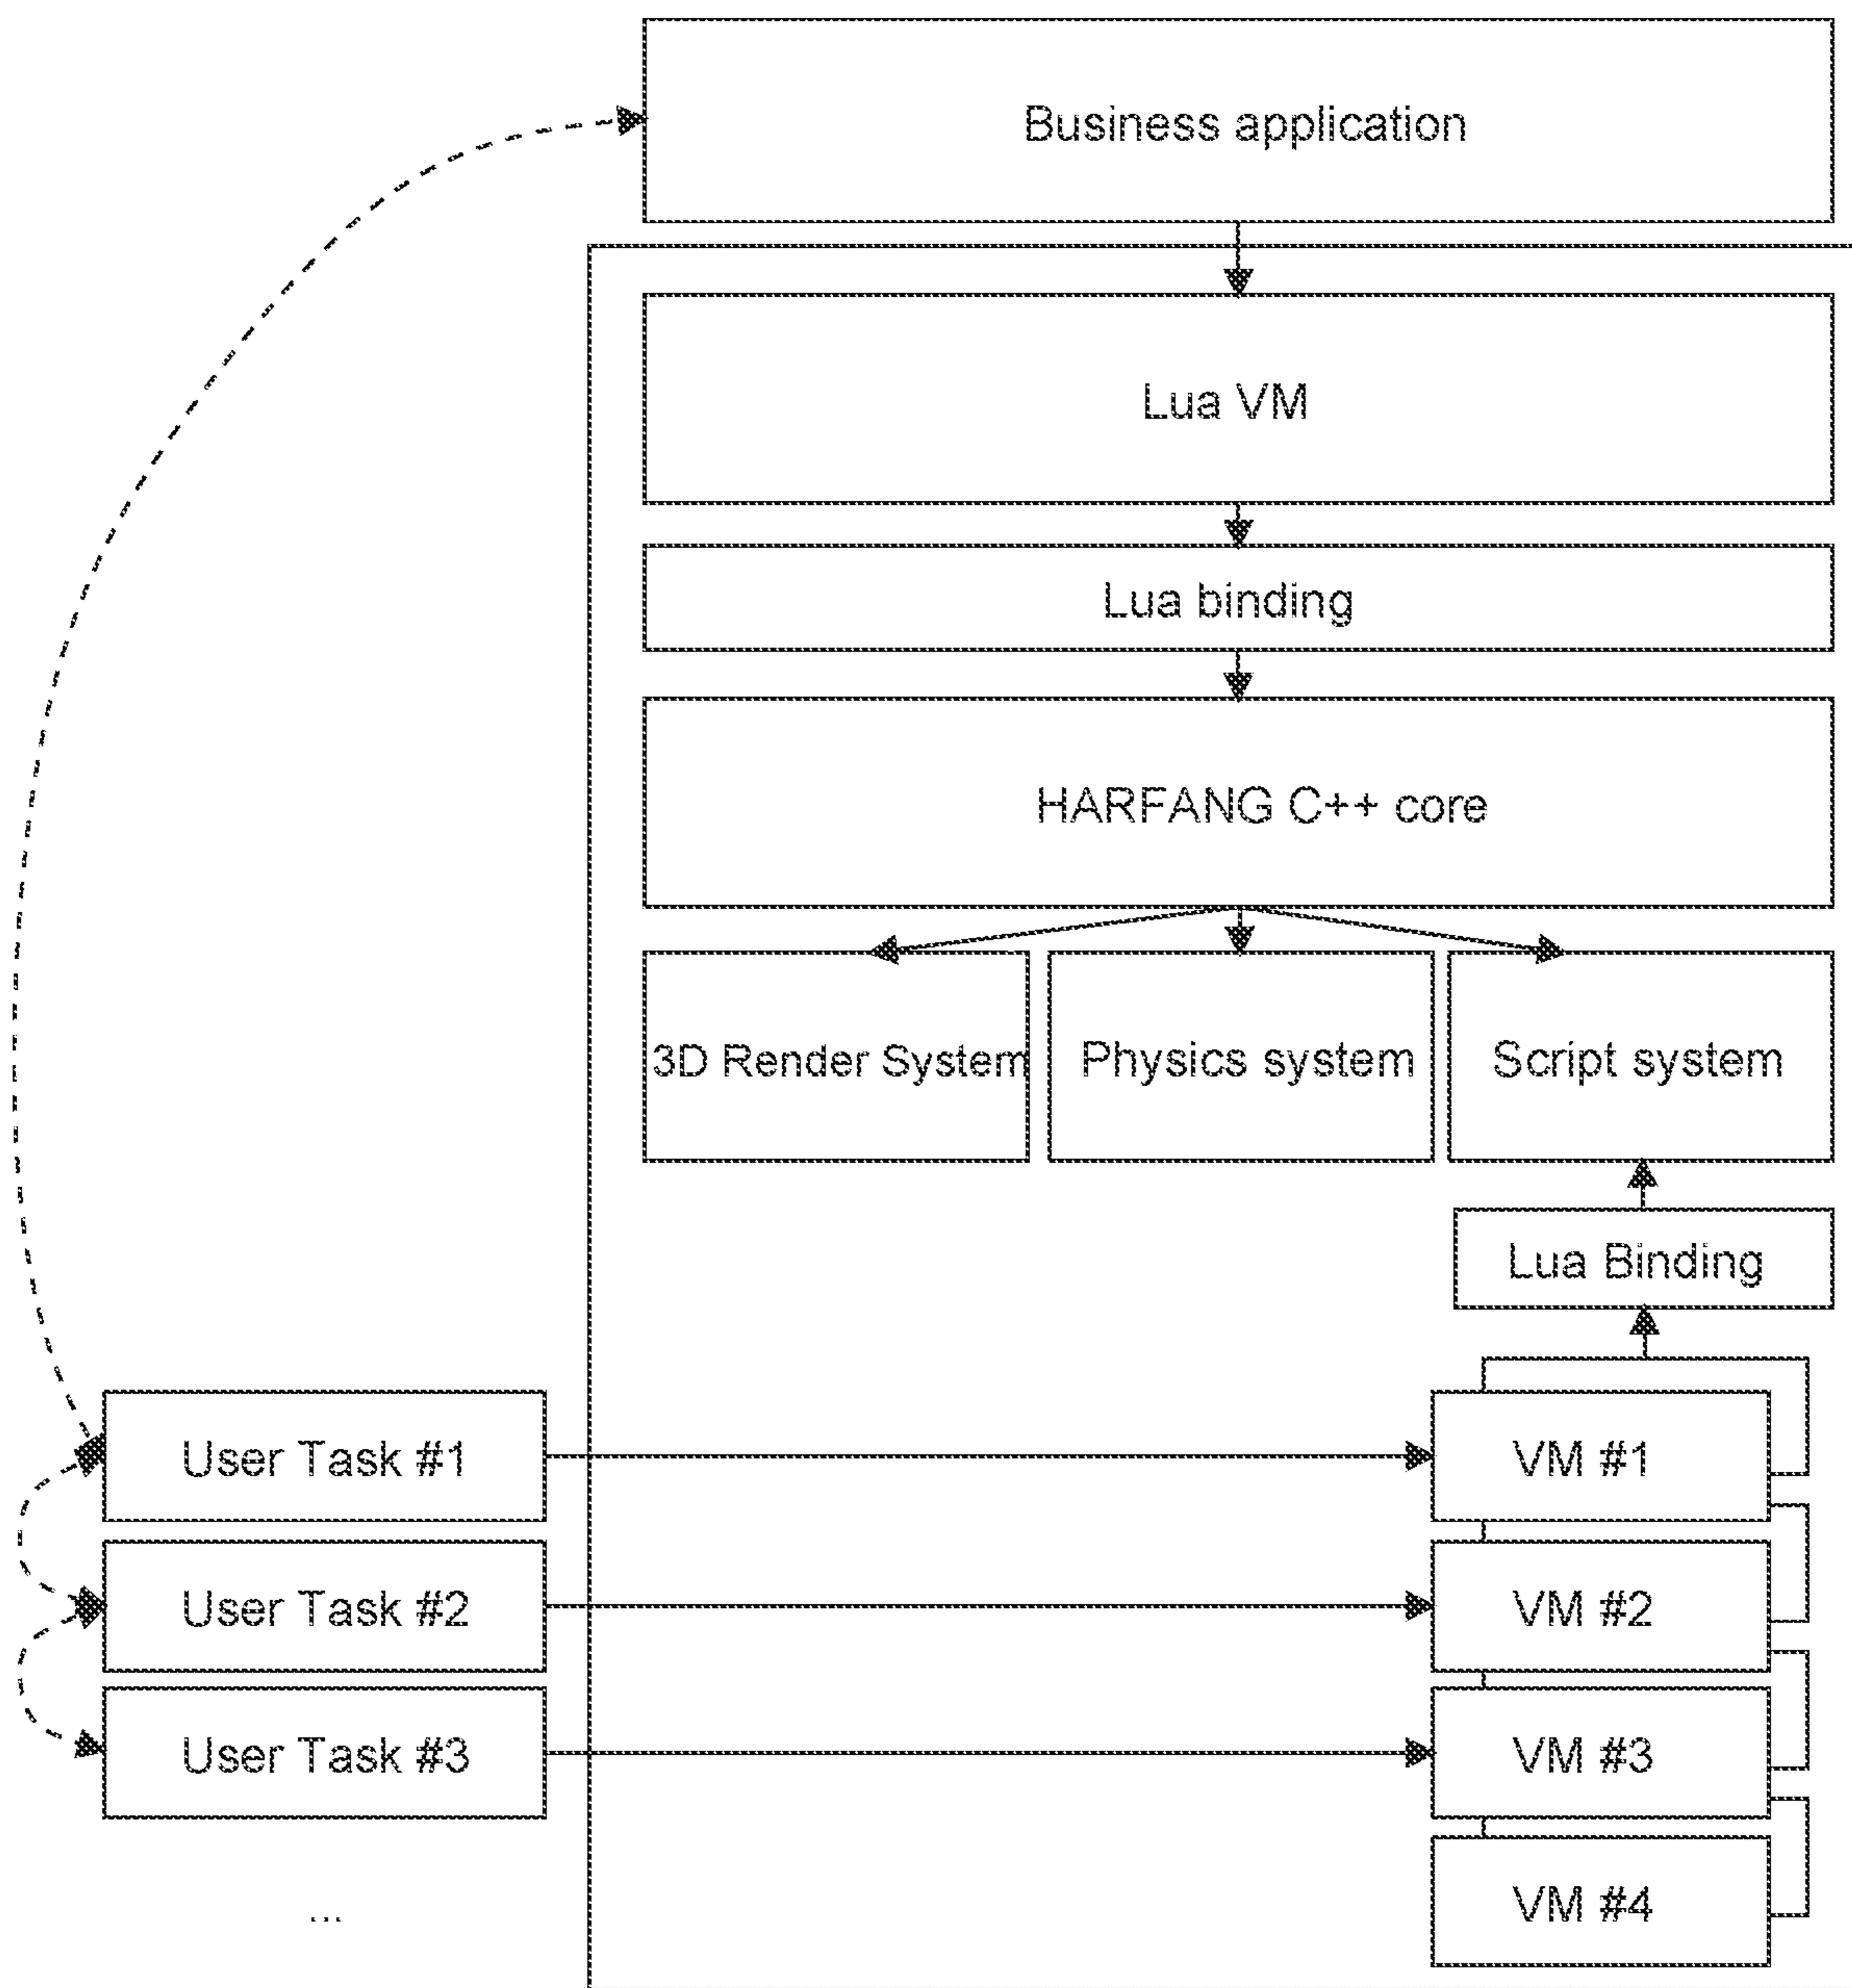 Business application
Lua VM
Lua binding
HARFANG C++ core
3D Render System
Physics system
Script system
Lua Binding
User Task #1
VM #1
User Task #2
VM #2
User Task #3
VM #3
...
VM #4